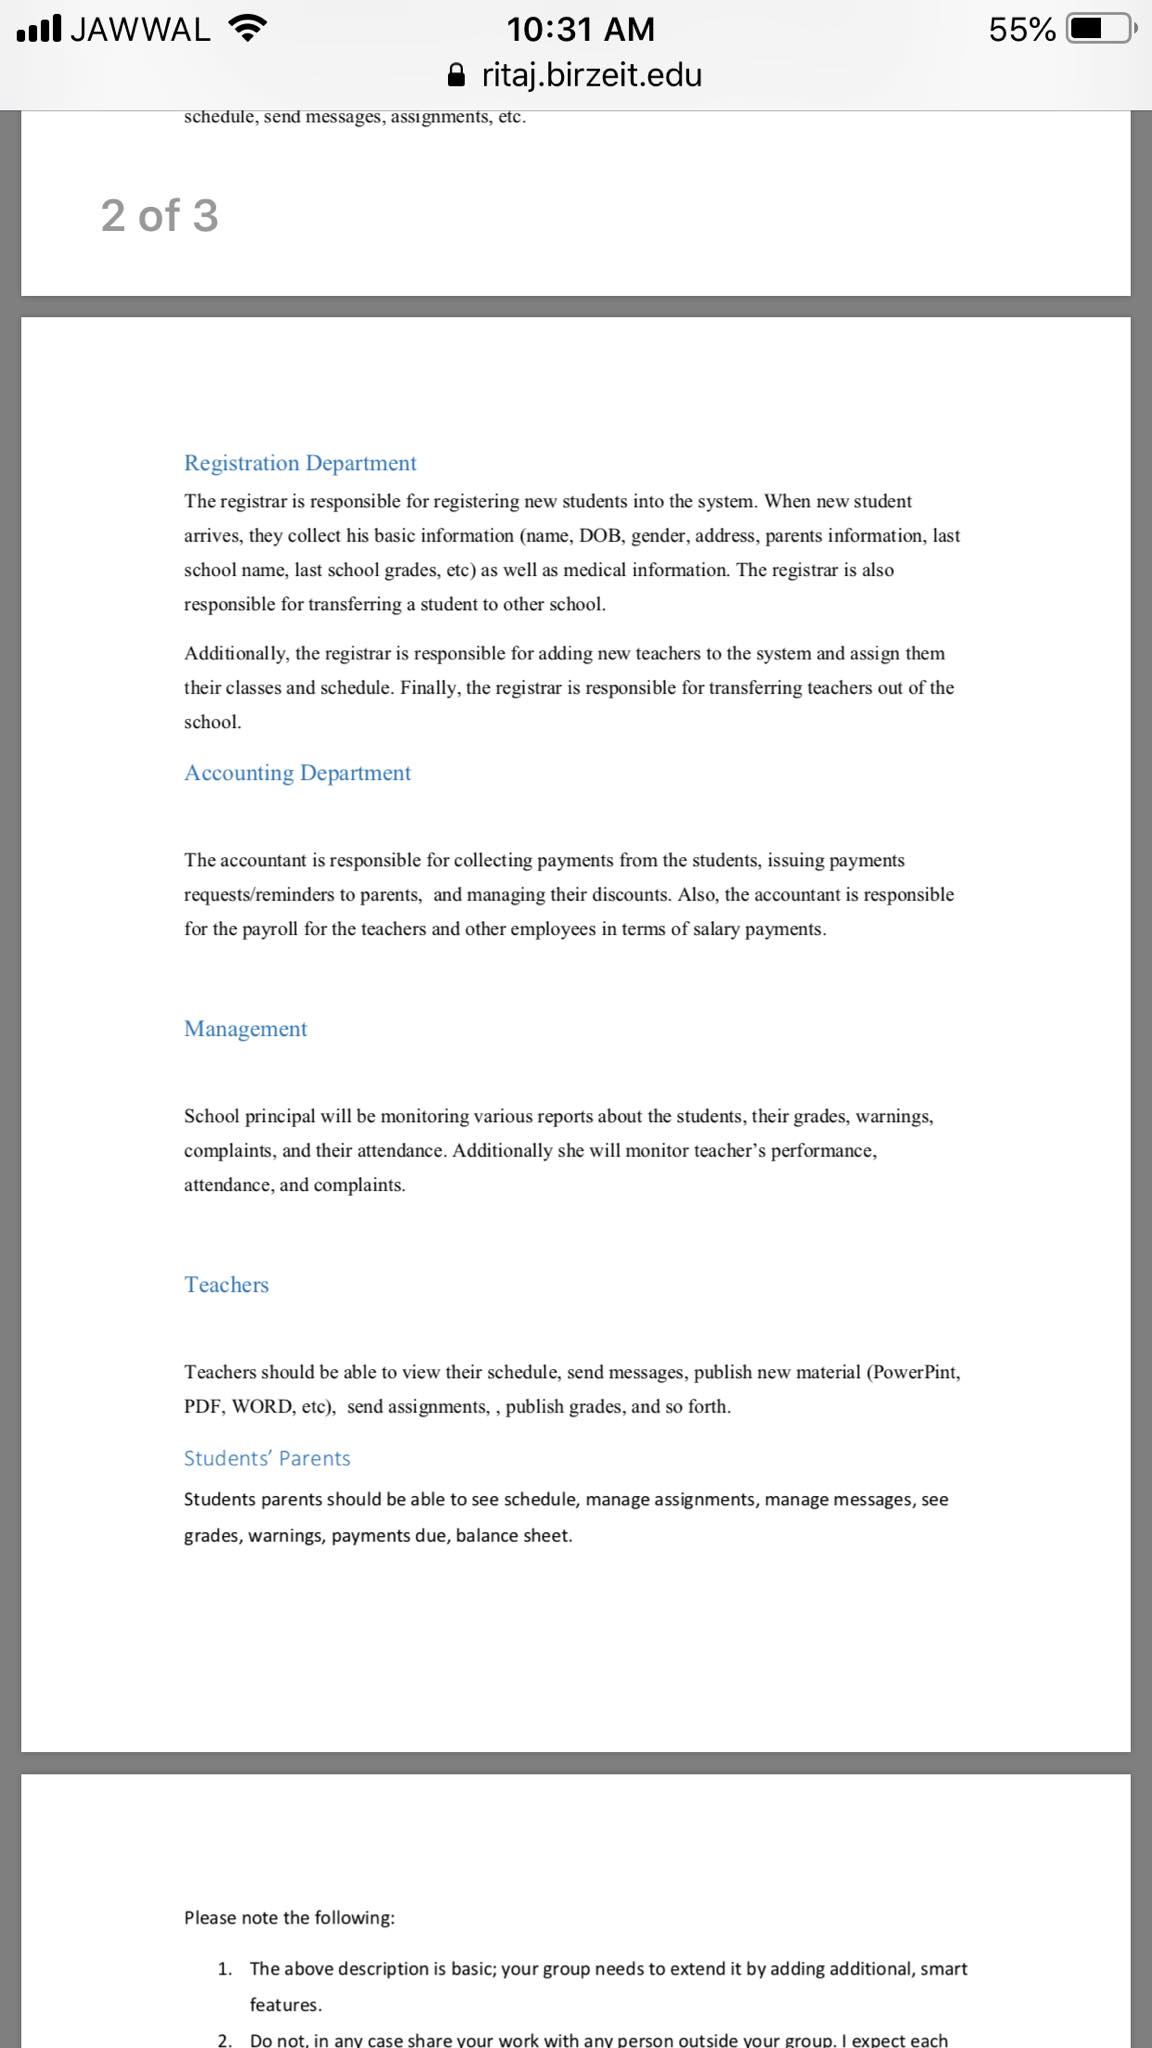 JAWWAL 10:31 AM 55%
ritaj.birzeit.edu
schedule, send messages, assignments, etc.
2 of 3
Registration Department
The registrar is responsible for registering new students into the system. When new student
arrives, they collect his basic information (name, DOB, gender, address, parents information, last
school name, last school grades, etc) as well as medical information. The registrar is also
responsible for transferring a student to other school.
Additionally, the registrar is responsible for adding new teachers to the system and assign them
their classes and schedule. Finally, the registrar is responsible for transferring teachers out of the
school.
Accounting Department
The accountant is responsible for collecting payments from the students, issuing payments
requests/reminders to parents,  and managing their discounts. Also, the accountant is responsible
for the payroll for the teachers and other employees in terms of salary payments.
Management
School principal will be monitoring various reports about the students, their grades, warnings,
complaints, and their attendance. Additionally she will monitor teacher’s performance,
attendance, and complaints.
Teachers
Teachers should be able to view their schedule, send messages, publish new material (PowerPint,
PDF, WORD, etc),  send assignments, , publish grades, and so forth.
Students’ Parents
Students parents should be able to see schedule, manage assignments, manage messages, see
grades, warnings, payments due, balance sheet.
Please note the following:
1. The above description is basic; your group needs to extend it by adding additional, smart
features.
2. Do not, in any case share your work with any person outside your group. I expect each